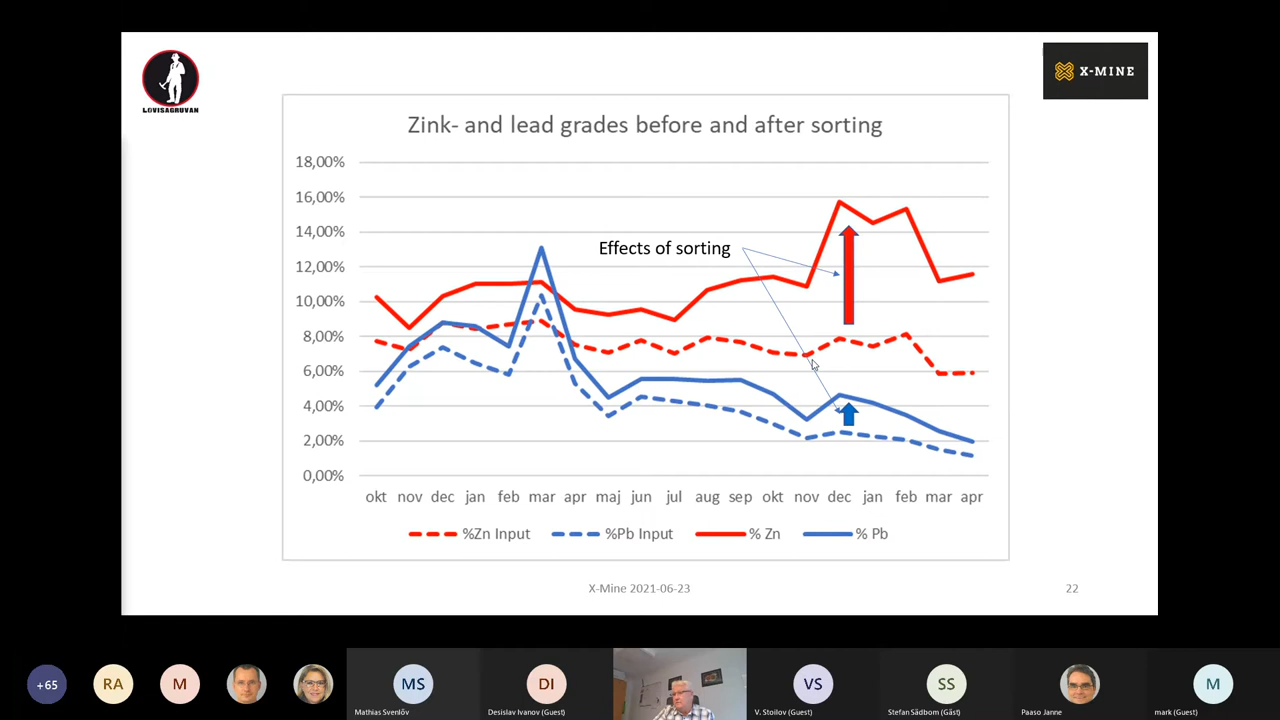 LOVISAGRUVAN
X-MINE
Zink- and lead grades before and after sorting
18,00%
16,00%
14,00%
12,00%
10,00%
8,00%
6,00%
4,00%
2,00%
0,00%
Effects of sorting
okt nov dec jan feb mar apr maj jun jul aug sep okt nov dec jan feb mar apr
%Zn Input %Pb Input % Zn % Pb
X-Mine 2021-06-23
22
+65 RA M MS DI VS SS M
Mathias Svenlöv Desislav Ivanov (Guest) V. Stoilov (Guest) Stefan Sädbom (Gäst) Paaso Janne mark (Guest)